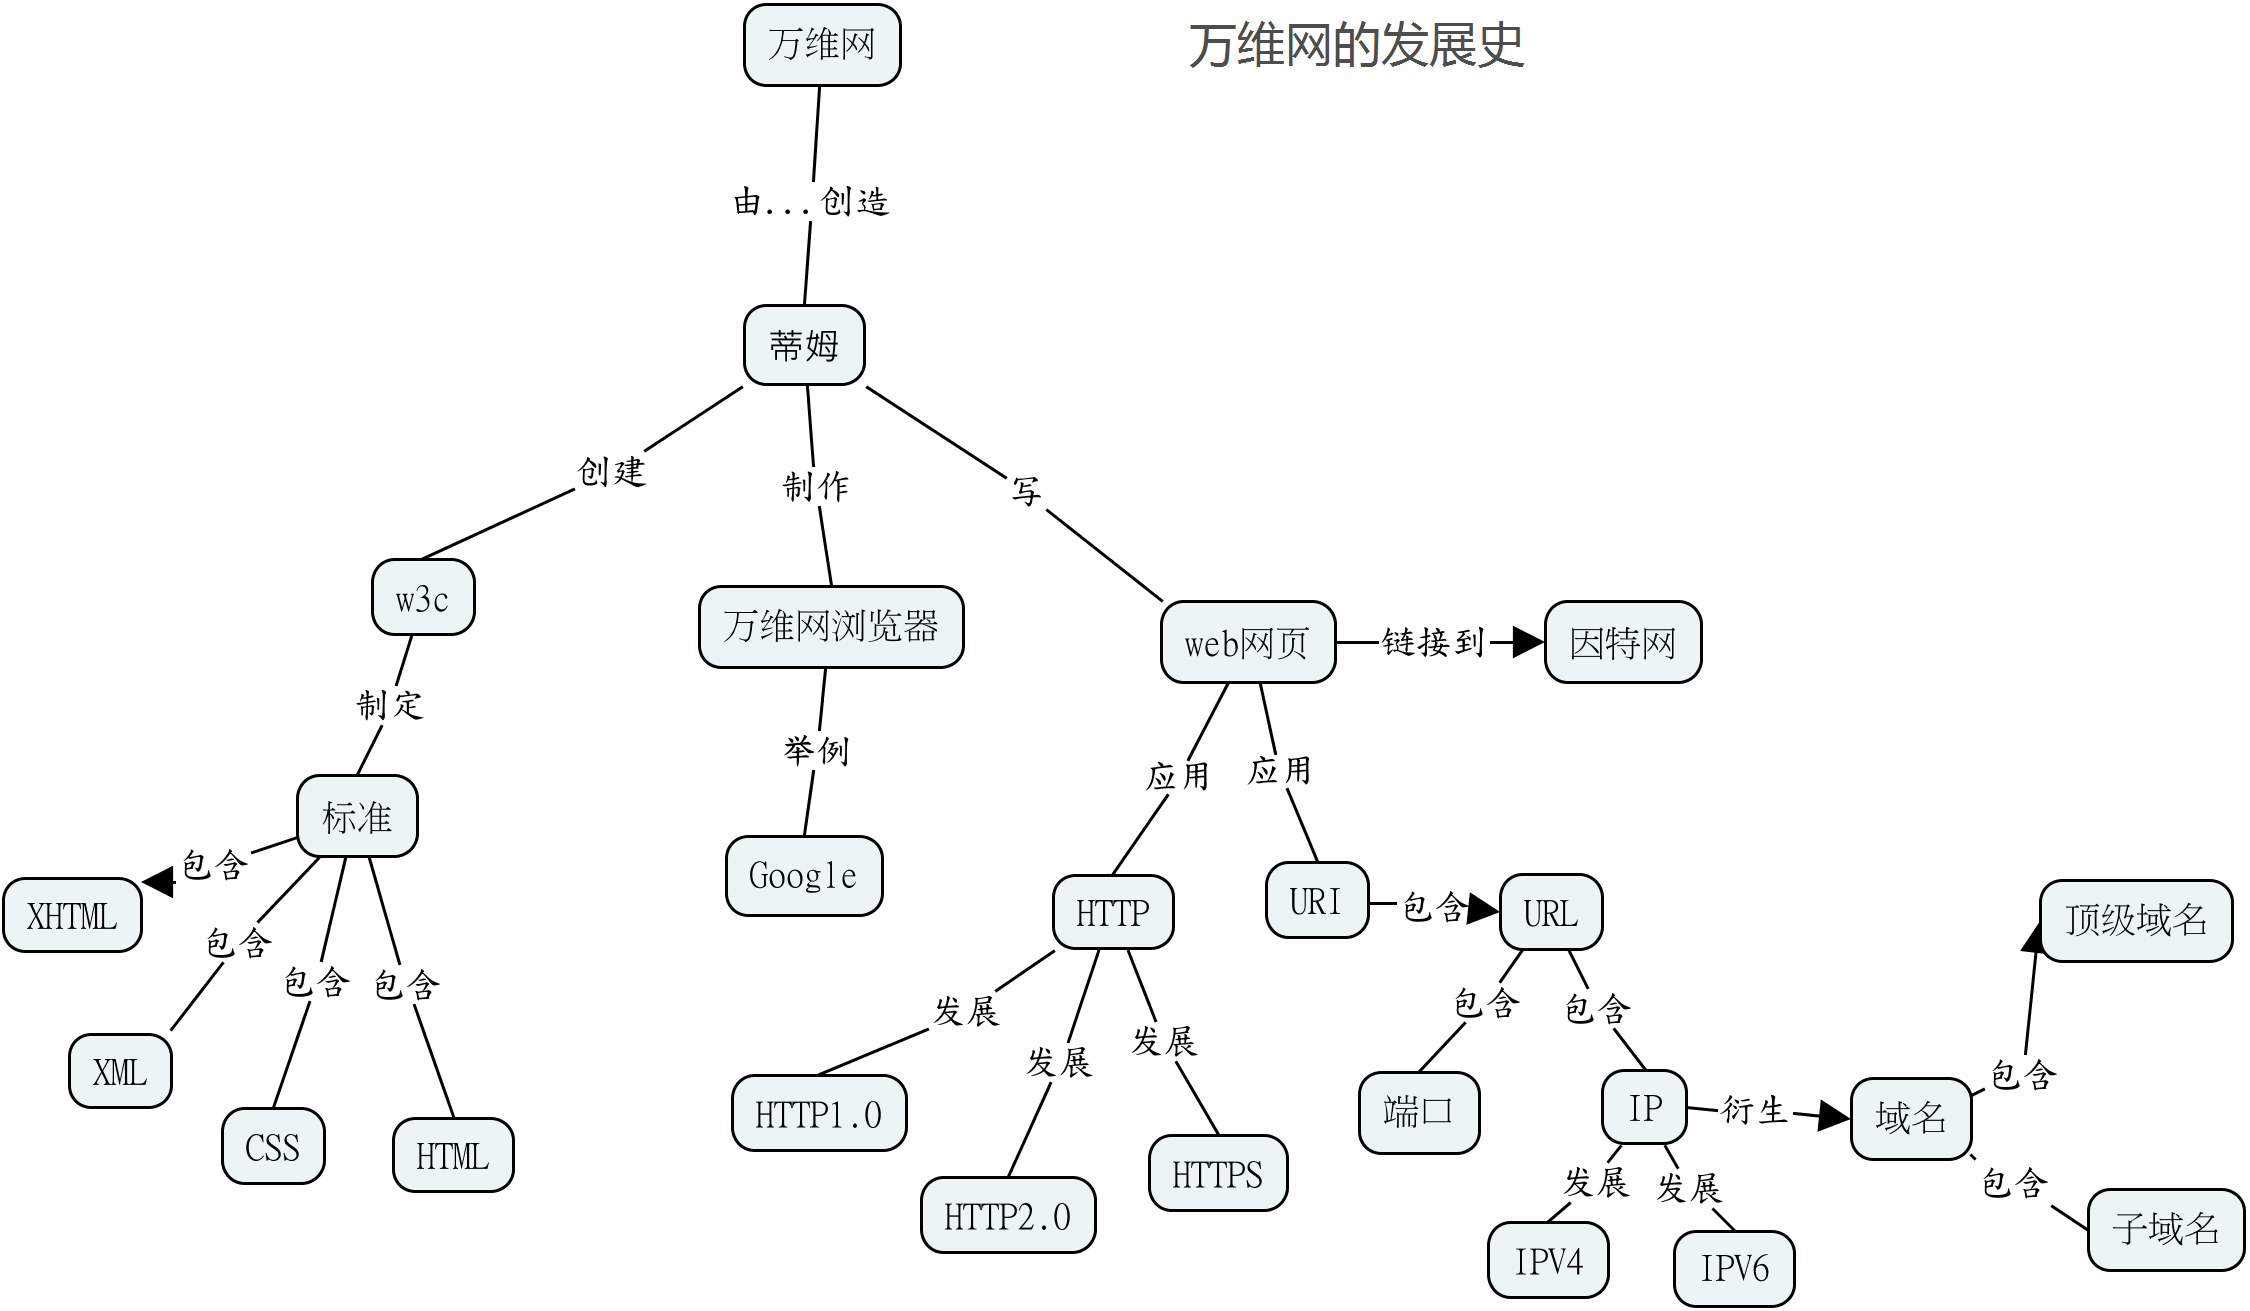 万维网
万维网的发展史
由...创造
蒂姆
创建
制作
写
w3c
万维网浏览器
web网页
链接到
因特网
制定
举例
应用
应用
标准
包含
包含
包含
包含
XHTML
XML
CSS
HTML
Google
HTTP
URI
包含
URL
发展
发展
发展
HTTP1.0
HTTP2.0
HTTPS
包含
包含
端口
IP
衍生
域名
包含
顶级域名
包含
子域名
发展
发展
IPV4
IPV6